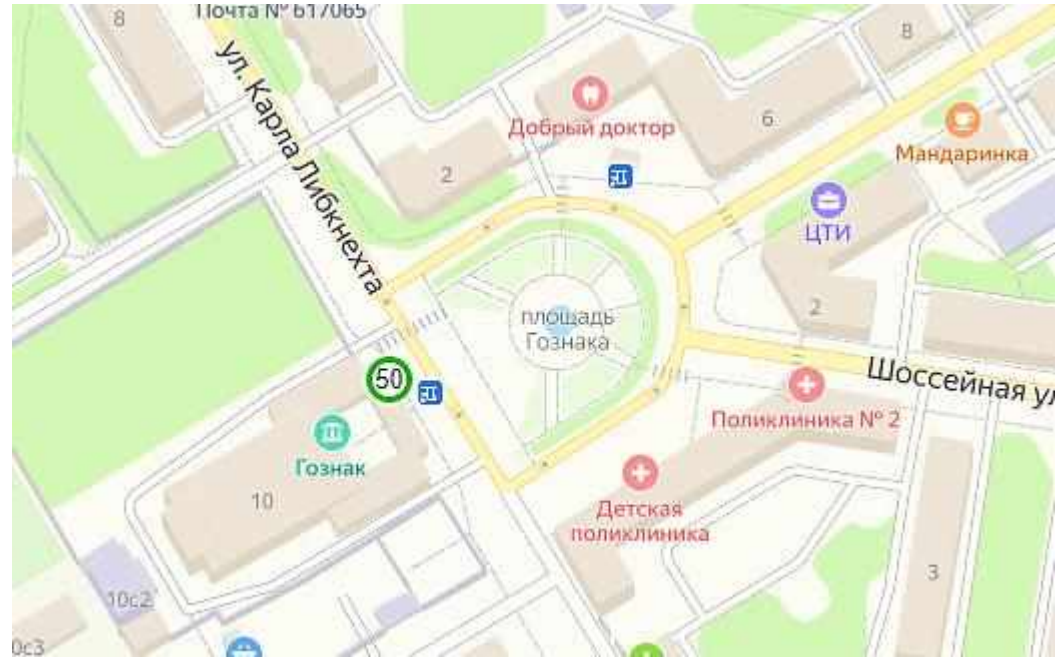 Почта № 617065
8
ул. Карла Либкнехта
8
Добрый доктор
6
2
Мандаринка
ЦТИ
2
площадь
Гознака
50
Шоссейная ул
Поликлиника № 2
Гознак
10
Детская
поликлиника
3
10с2
0с3